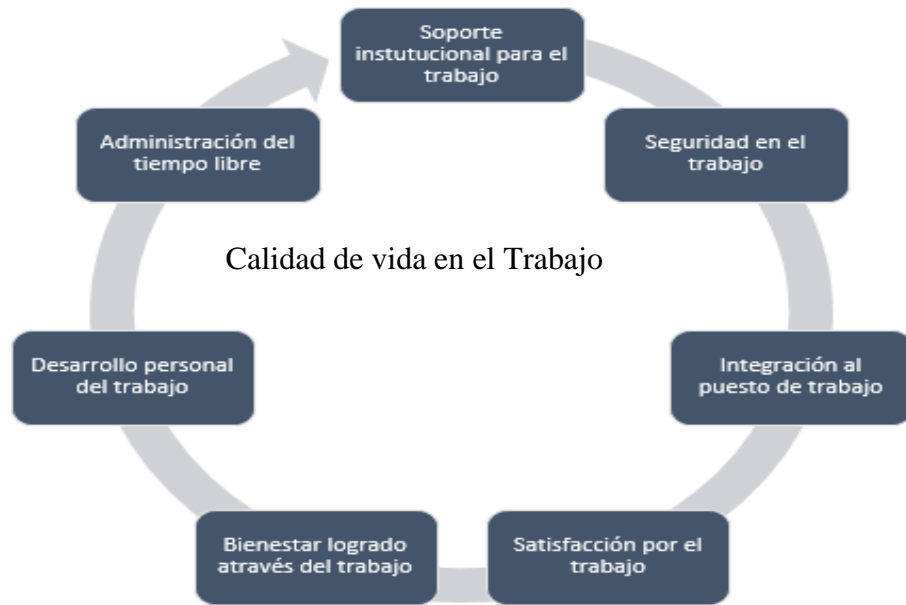 Soporte
instutucional para el
trabajo
Seguridad en el
trabajo
Integración al
puesto de trabajo
Satisfacción por el
trabajo
Bienestar logrado
através del trabajo
Desarrollo personal
del trabajo
Administración del
tiempo libre
Calidad de vida en el Trabajo